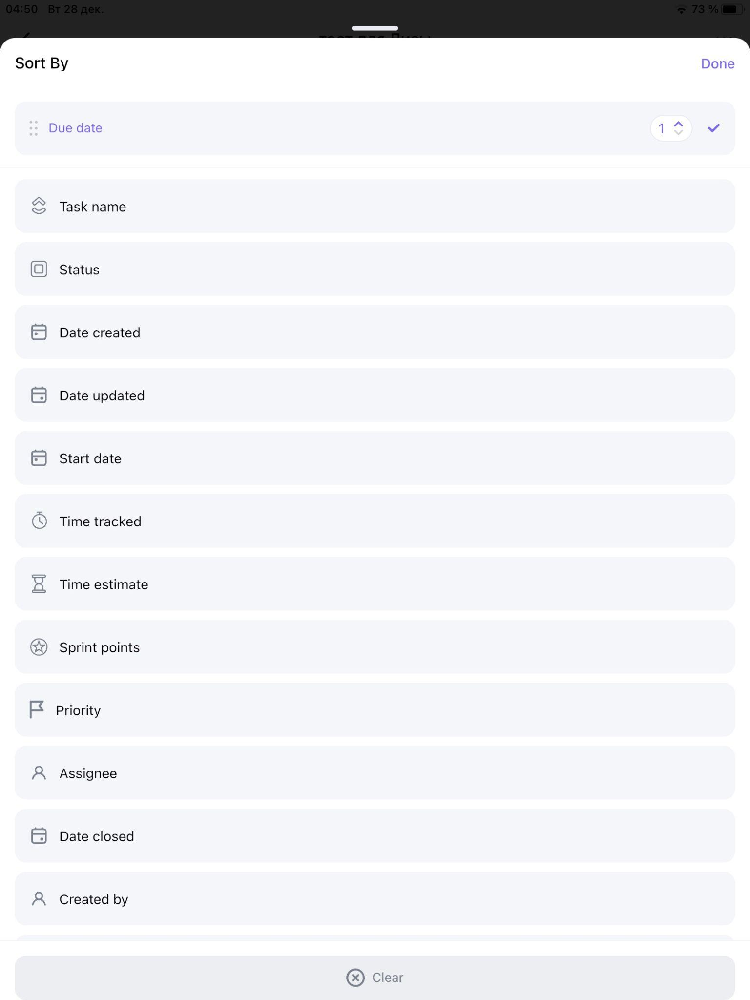 04:50 Вт 28 дек. 73 %
Sort By
Done
Due date 1
Task name
Status
Date created
Date updated
Start date
Time tracked
Time estimate
Sprint points
Priority
Assignee
Date closed
Created by
Clear